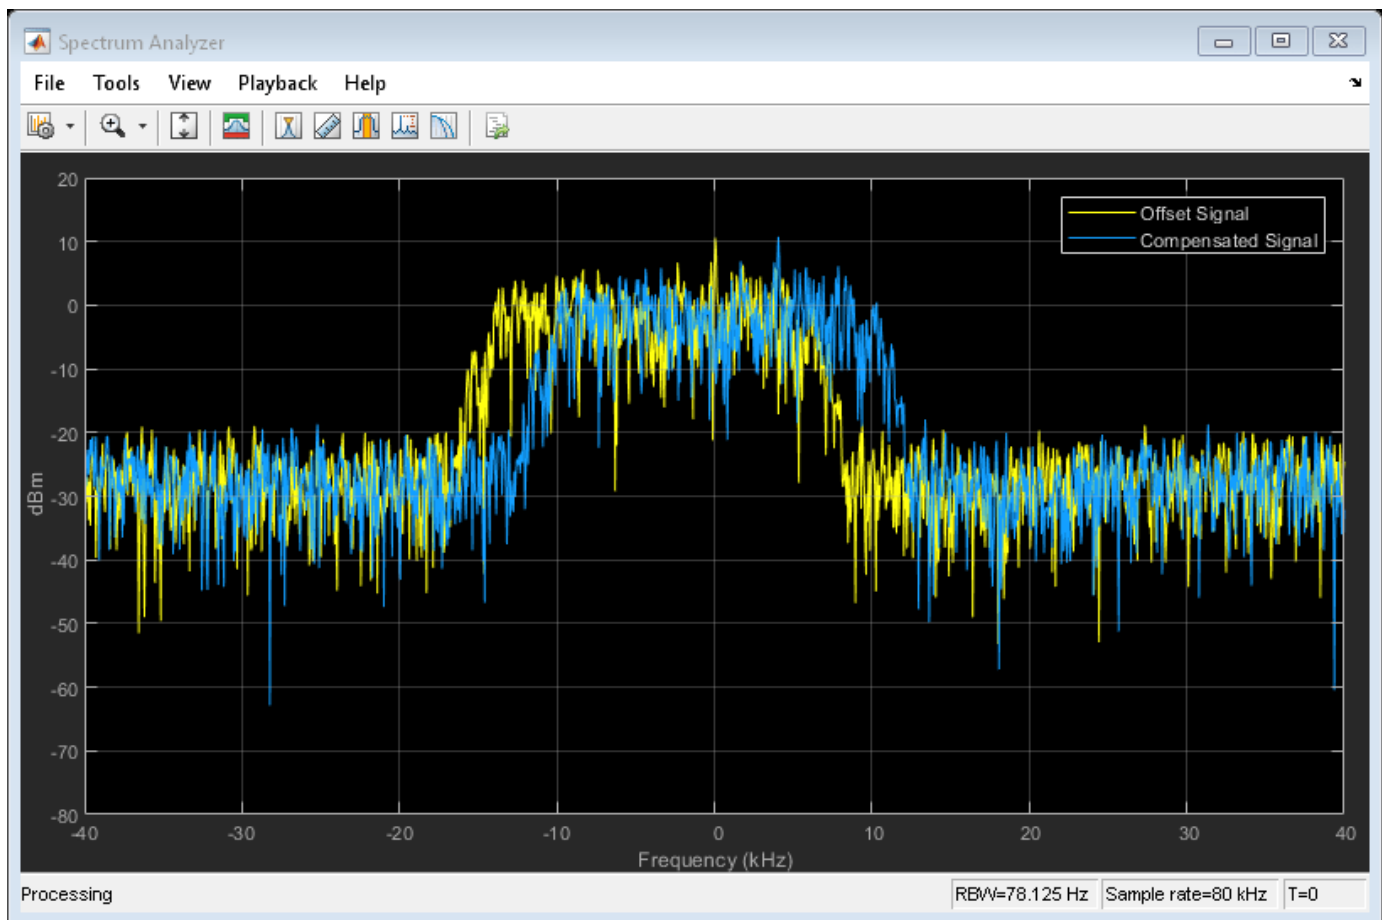 Spectrum Analyzer
File Tools View Playback Help
20
10
0
-10
-20
-30
-40
-50
-60
-70
-80
dBm
Offset Signal
Compensated Signal
-40 -30 -20 -10 0 10 20 30 40
Frequency (kHz)
Processing RBW=78.125 Hz Sample rate=80 kHz T=0